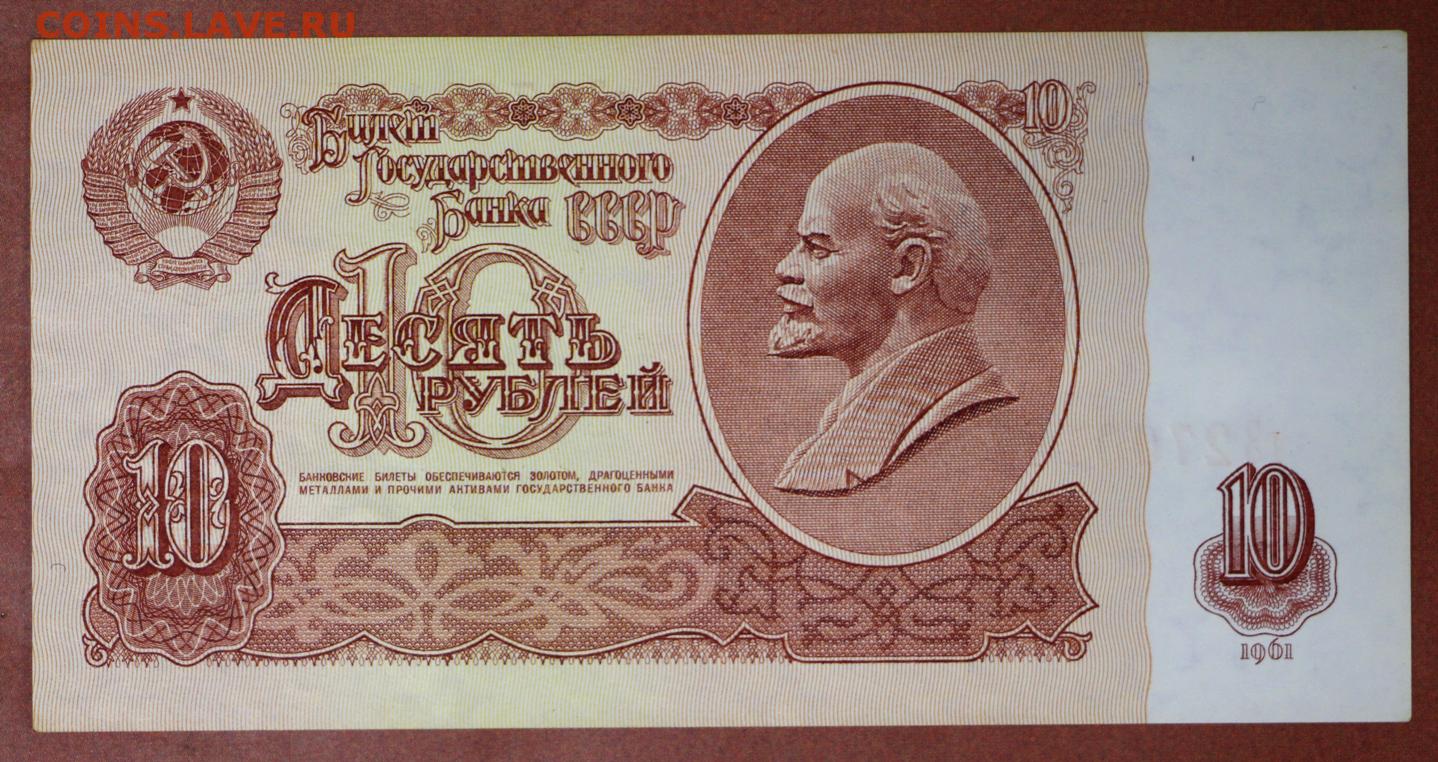 COINS.LAVE.RU
Билет
Государственного
Банка СССР
10
10
Десять
рублей
БАНКОВСКИЕ БИЛЕТЫ ОБЕСПЕЧИВАЮТСЯ ЗОЛОТОМ, ДРАГОЦЕННЫМИ
МЕТАЛЛАМИ И ПРОЧИМИ АКТИВАМИ ГОСУДАРСТВЕННОГО БАНКА
10
10
1961